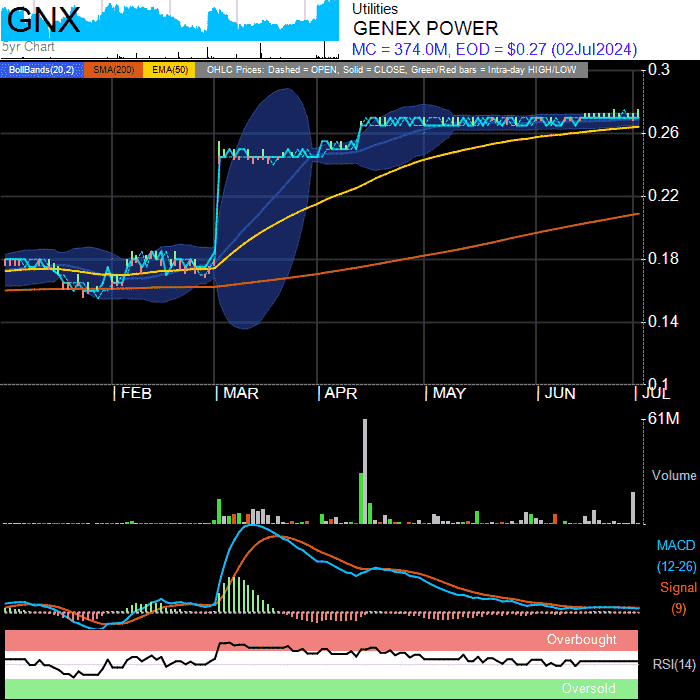 GNX
5yr Chart
Utilities
GENEX POWER
MC = 374.0M, EOD = $0.27 (02Jul2024)
BollBands(20,2) SMA(200) EMA(50) OHLC Prices: Dashed = OPEN, Solid = CLOSE, Green/Red bars = Intra-day HIGH/LOW
0.3
0.26
0.22
0.18
0.14
0.1
FEB MAR APR MAY JUN JUL
61M
Volume
MACD
(12-26)
Signal
(9)
Overbought
RSI(14)
Oversold